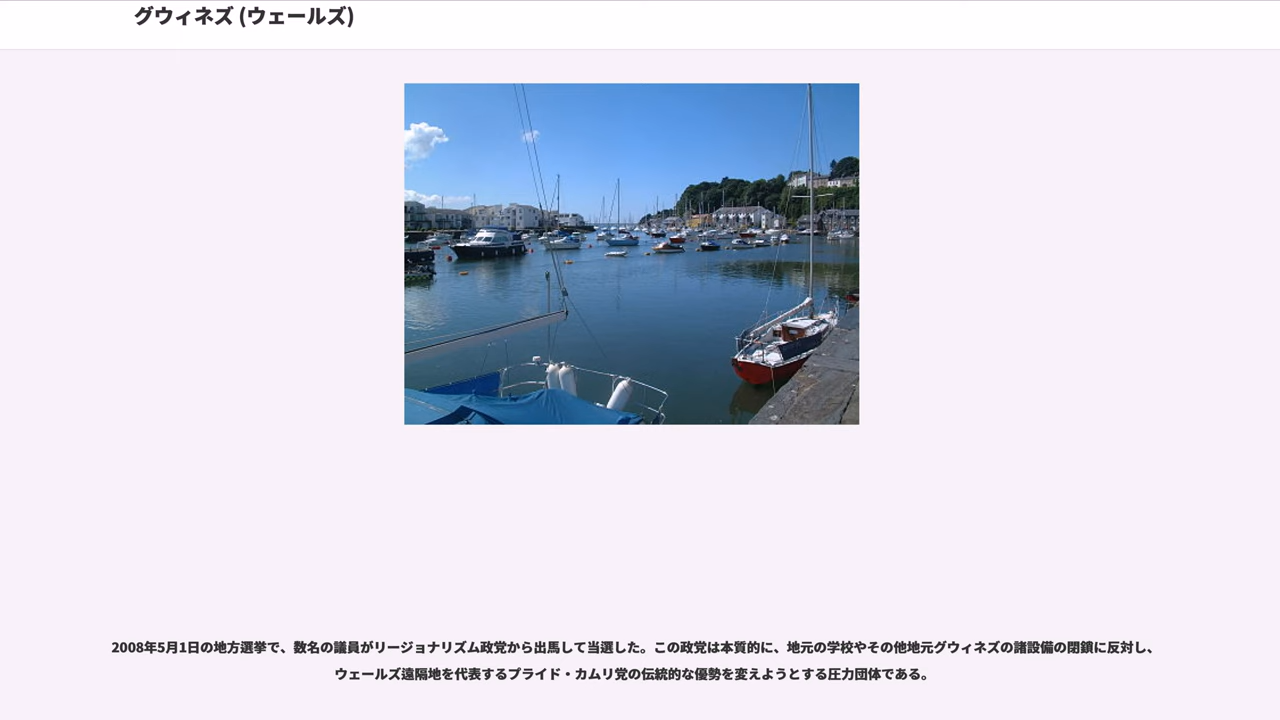 グウィネズ (ウェールズ)
2008年5月1日の地方選挙で、数名の議員がリージョナリズム政党から出馬して当選した。この政党は本質的に、地元の学校やその他地元グウィネズの諸設備の閉鎖に反対し、
ウェールズ遠隔地を代表するプライド・カムリ党の伝統的な優勢を変えようとする圧力団体である。